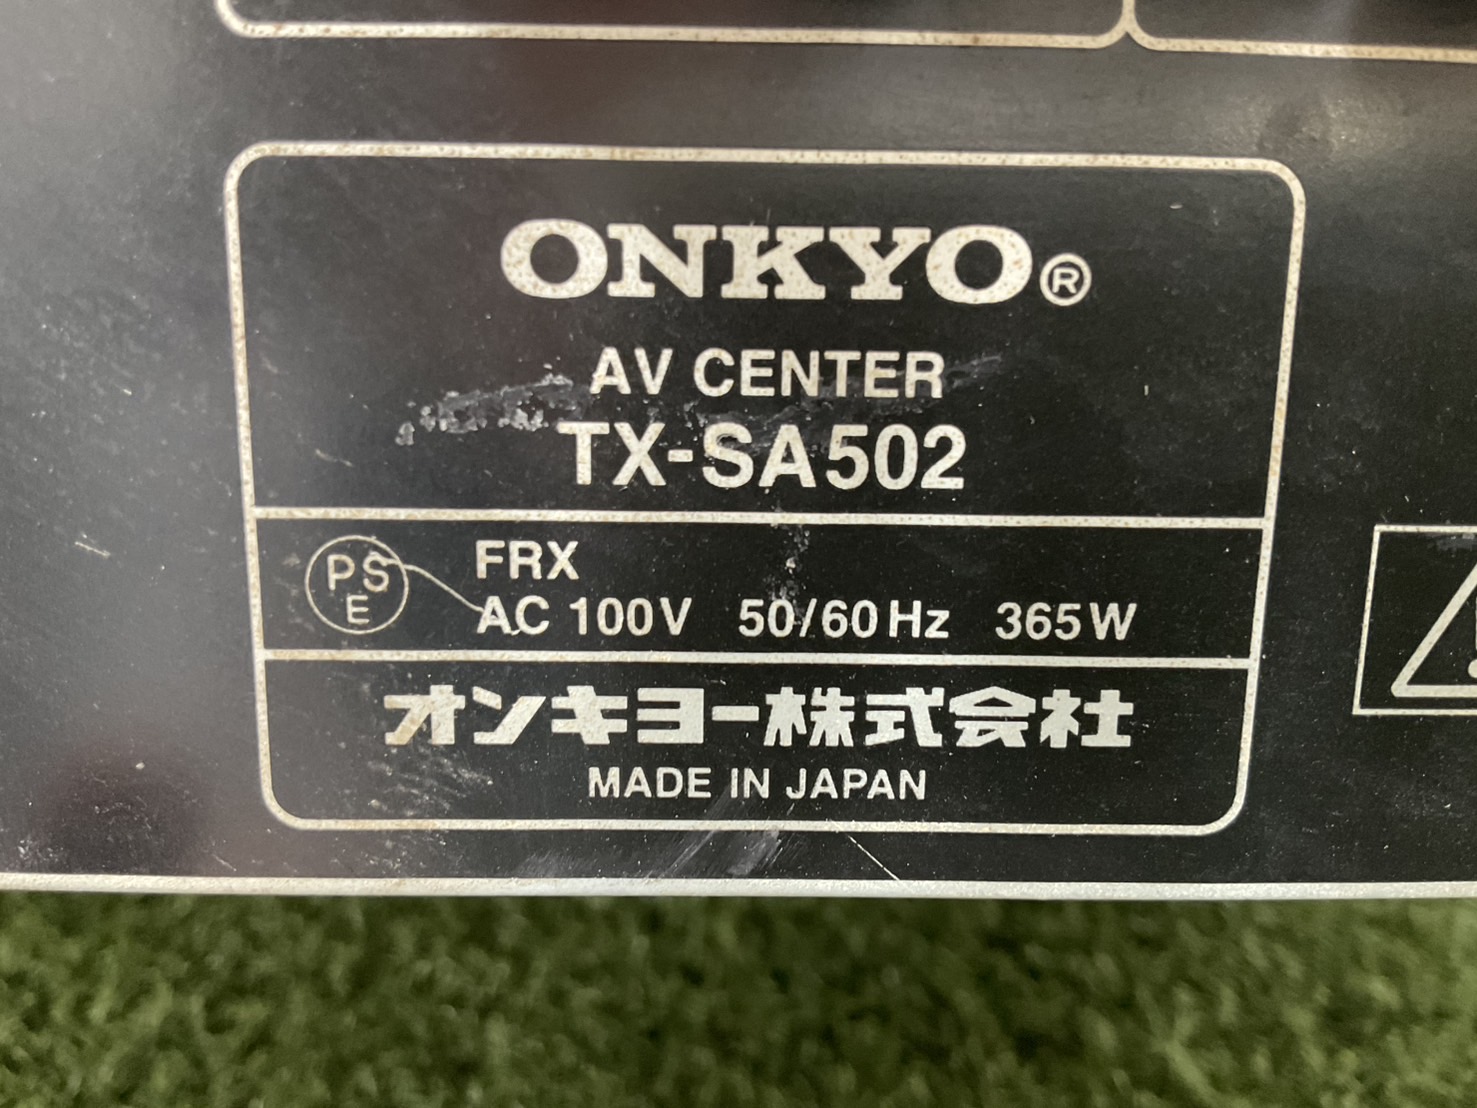 ONKYO®
AV CENTER
TX-SA502
PS
E
FRX
AC 100V 50/60Hz 365W
オンキヨー株式会社
MADE IN JAPAN